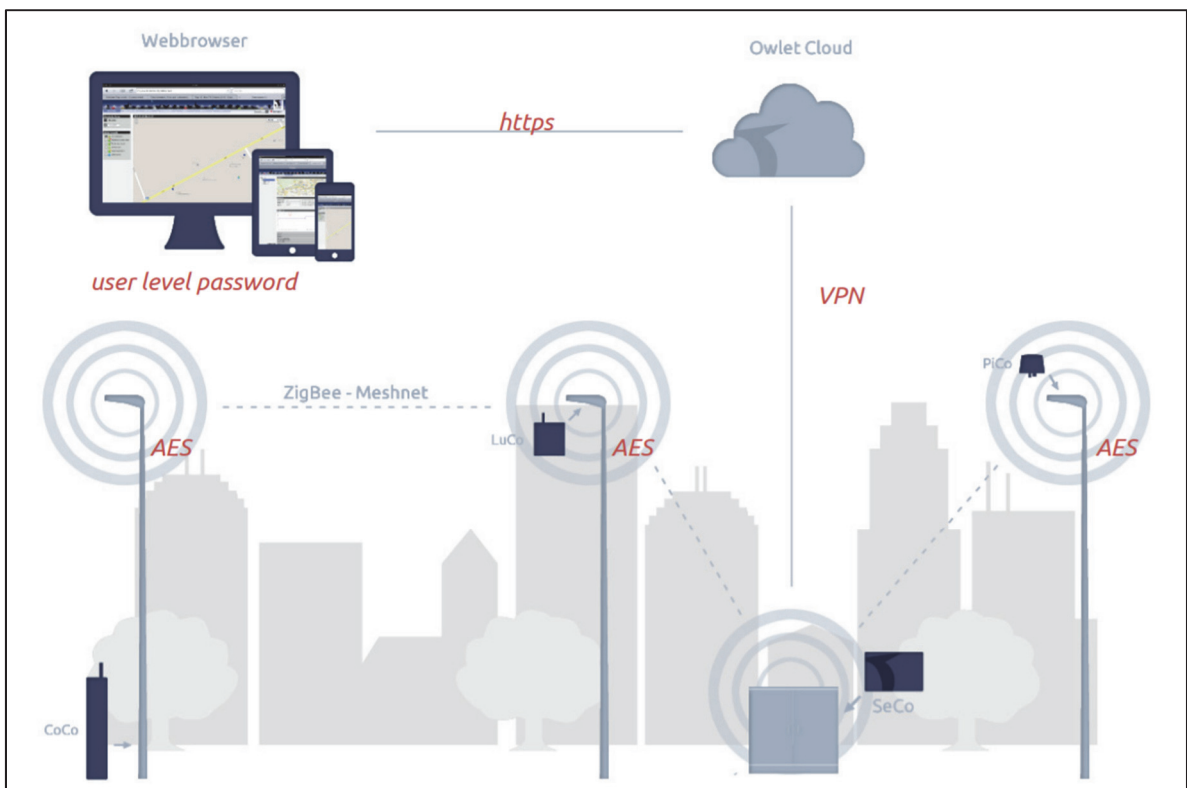 Webbrowser
Owlet Cloud
https
user level password
VPN
PiCo
ZigBee - Meshnet
LuCo
AES
AES
AES
SeCo
CoCo